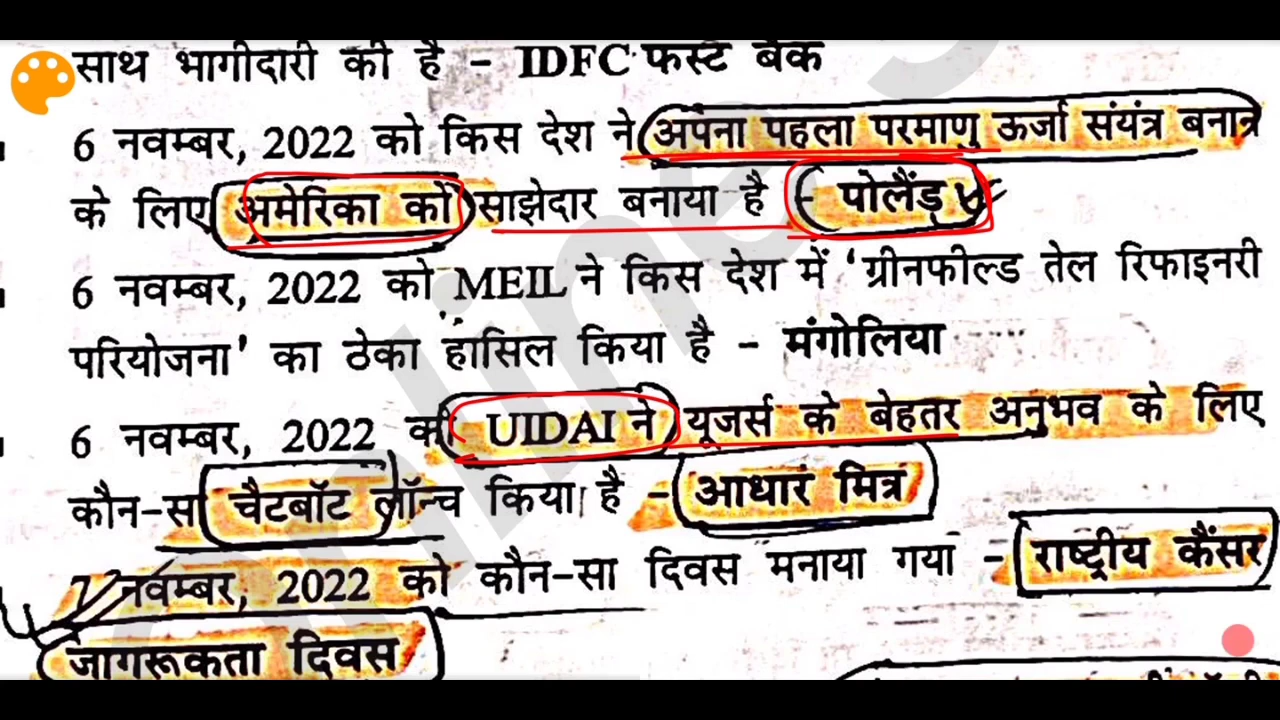 साथ भागीदारी की है - IDFC फर्स्ट बैंक
6 नवम्बर, 2022 को किस देश ने अपना पहला परमाणु ऊर्जा संयंत्र बनाने
के लिए अमेरिका को साझेदार बनाया है - पोलैंड
6 नवम्बर, 2022 को MEIL ने किस देश में 'ग्रीनफील्ड तेल रिफाइनरी
परियोजना' का ठेका हासिल किया है - मंगोलिया
6 नवम्बर, 2022 को UIDAI ने यूजर्स के बेहतर अनुभव के लिए
कौन-सा चैटबॉट लॉन्च किया है - आधार मित्र
7 नवम्बर, 2022 को कौन-सा दिवस मनाया गया - राष्ट्रीय कैंसर
जागरूकता दिवस